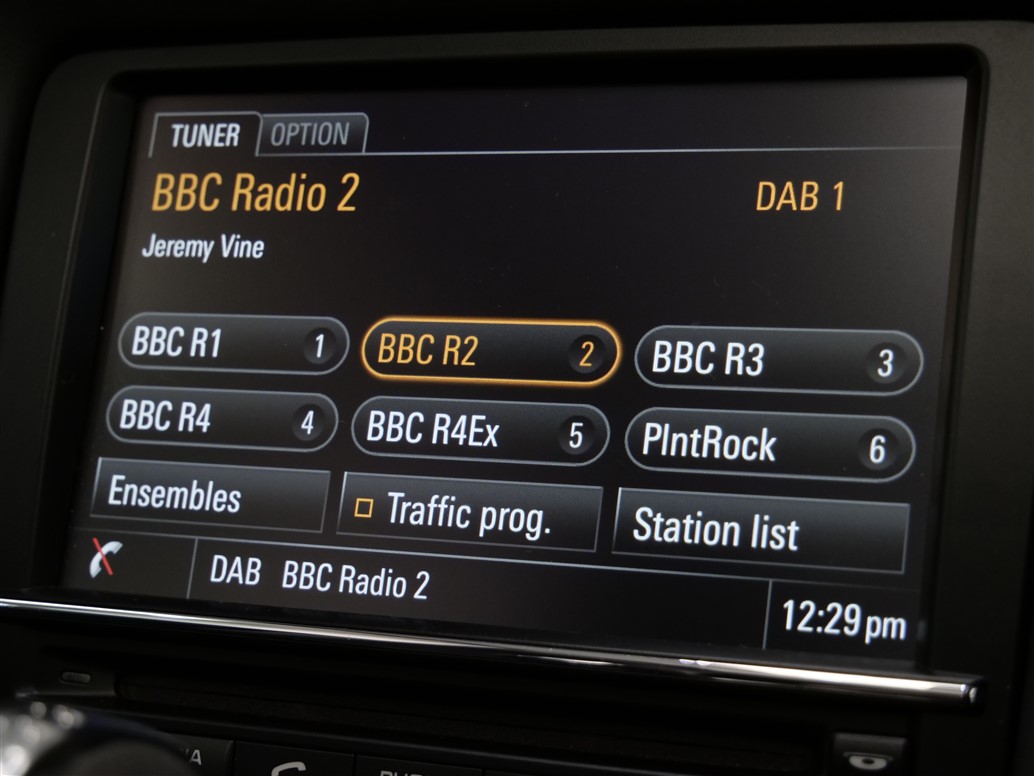 TUNER OPTION
BBC Radio 2 DAB 1
Jeremy Vine
BBC R1 1 BBC R2 2 BBC R3 3
BBC R4 4 BBC R4Ex 5 PlntRock 6
Ensembles Traffic prog. Station list
DAB BBC Radio 2 12:29 pm